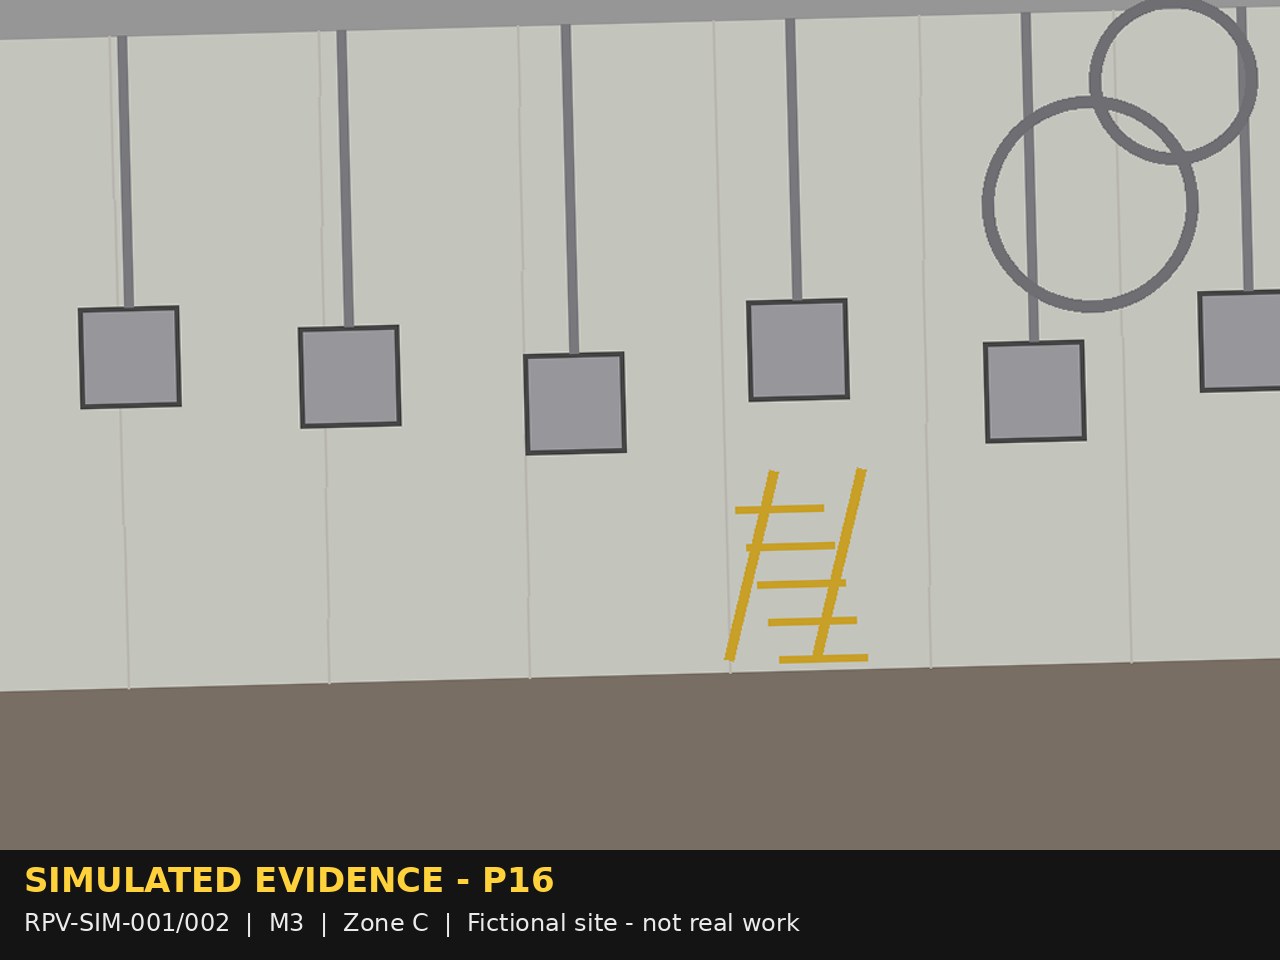 SIMULATED EVIDENCE - P16
RPV-SIM-001/002 | M3 | Zone C | Fictional site - not real work